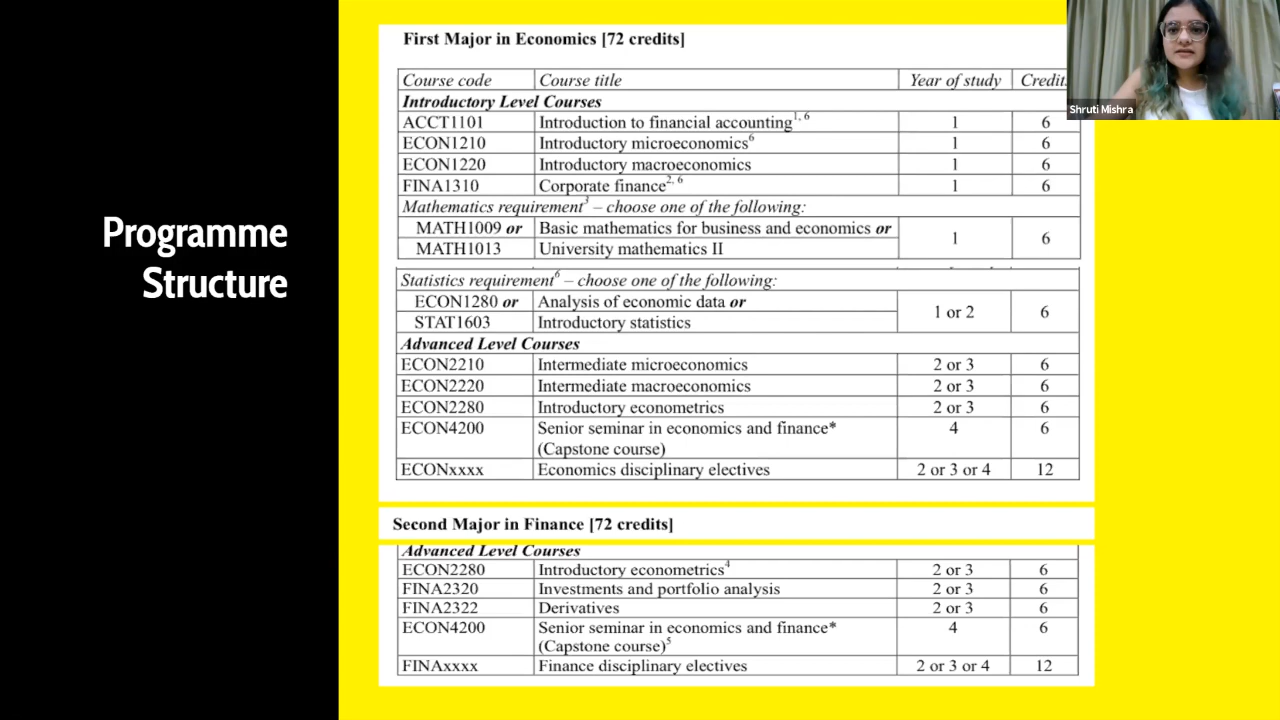 Programme
Structure
First Major in Economics [72 credits]
Course code Course title Year of study Credit
Introductory Level Courses
ACCT1101 Introduction to financial accounting1, 6 1 6
ECON1210 Introductory microeconomics6 1 6
ECON1220 Introductory macroeconomics 1 6
FINA1310 Corporate finance2, 6 1 6
Mathematics requirement3 – choose one of the following:
MATH1009 or Basic mathematics for business and economics or
MATH1013 University mathematics II
1 6
Statistics requirement6 – choose one of the following:
ECON1280 or Analysis of economic data or
STAT1603 Introductory statistics
1 or 2 6
Advanced Level Courses
ECON2210 Intermediate microeconomics 2 or 3 6
ECON2220 Intermediate macroeconomics 2 or 3 6
ECON2280 Introductory econometrics 2 or 3 6
ECON4200 Senior seminar in economics and finance* 4 6
(Capstone course)
ECONxxxx Economics disciplinary electives 2 or 3 or 4 12
Second Major in Finance [72 credits]
Advanced Level Courses
ECON2280 Introductory econometrics4 2 or 3 6
FINA2320 Investments and portfolio analysis 2 or 3 6
FINA2322 Derivatives 2 or 3 6
ECON4200 Senior seminar in economics and finance* 4 6
(Capstone course)5
FINAxxxx Finance disciplinary electives 2 or 3 or 4 12
Shruti Mishra